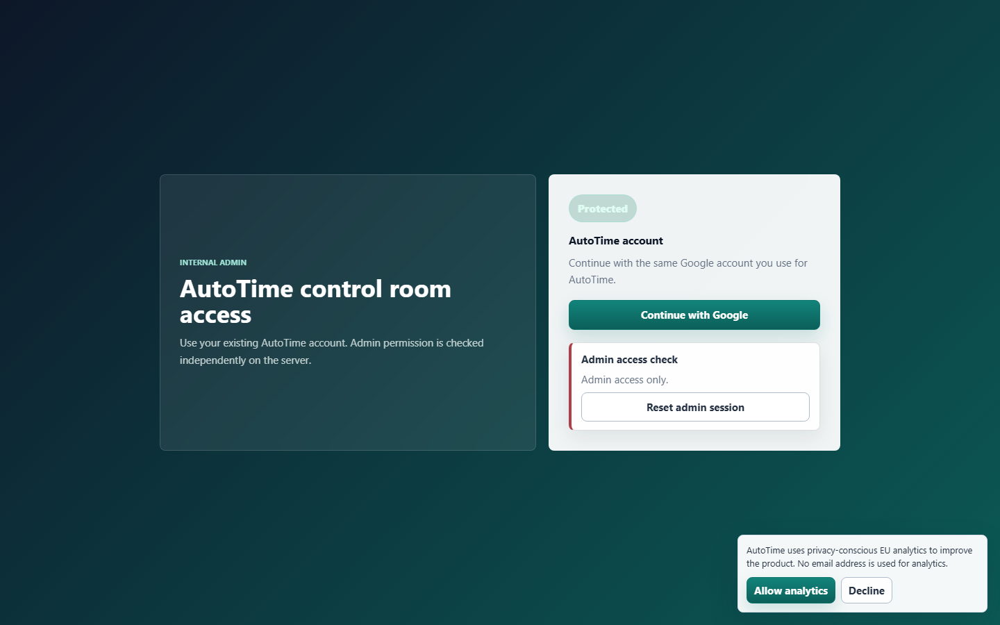 INTERNAL ADMIN
AutoTime control room
access
Use your existing AutoTime account. Admin permission is checked
independently on the server.
Protected
AutoTime account
Continue with the same Google account you use for
AutoTime.
Continue with Google
Admin access check
Admin access only.
Reset admin session
AutoTime uses privacy-conscious EU analytics to improve
the product. No email address is used for analytics.
Allow analytics
Decline